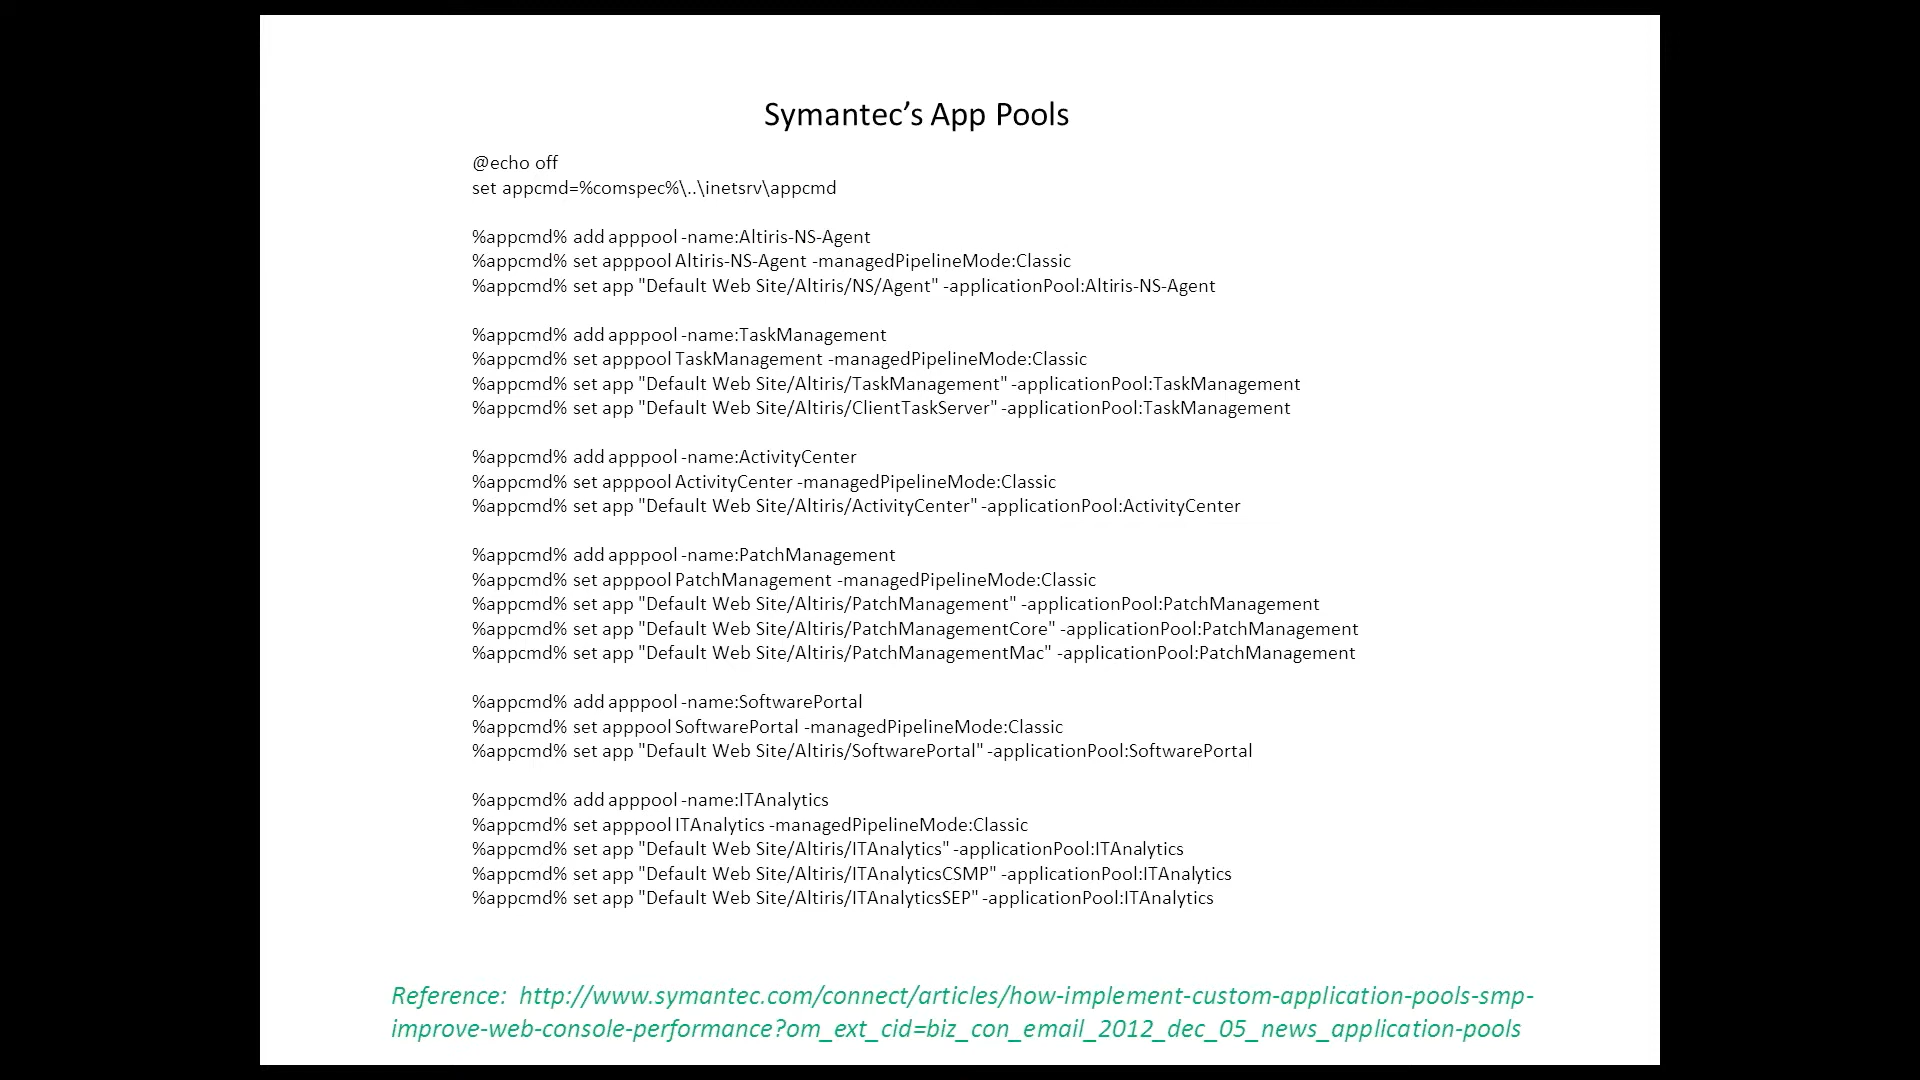 Symantec’s App Pools
@echo off
set appcmd=%comspec%\..\inetsrv\appcmd
%appcmd% add apppool -name:Altiris-NS-Agent
%appcmd% set apppool Altiris-NS-Agent -managedPipelineMode:Classic
%appcmd% set app "Default Web Site/Altiris/NS/Agent" -applicationPool:Altiris-NS-Agent
%appcmd% add apppool -name:TaskManagement
%appcmd% set apppool TaskManagement -managedPipelineMode:Classic
%appcmd% set app "Default Web Site/Altiris/TaskManagement" -applicationPool:TaskManagement
%appcmd% set app "Default Web Site/Altiris/ClientTaskServer" -applicationPool:TaskManagement
%appcmd% add apppool -name:ActivityCenter
%appcmd% set apppool ActivityCenter -managedPipelineMode:Classic
%appcmd% set app "Default Web Site/Altiris/ActivityCenter" -applicationPool:ActivityCenter
%appcmd% add apppool -name:PatchManagement
%appcmd% set apppool PatchManagement -managedPipelineMode:Classic
%appcmd% set app "Default Web Site/Altiris/PatchManagement" -applicationPool:PatchManagement
%appcmd% set app "Default Web Site/Altiris/PatchManagementCore" -applicationPool:PatchManagement
%appcmd% set app "Default Web Site/Altiris/PatchManagementMac" -applicationPool:PatchManagement
%appcmd% add apppool -name:SoftwarePortal
%appcmd% set apppool SoftwarePortal -managedPipelineMode:Classic
%appcmd% set app "Default Web Site/Altiris/SoftwarePortal" -applicationPool:SoftwarePortal
%appcmd% add apppool -name:ITAnalytics
%appcmd% set apppool ITAnalytics -managedPipelineMode:Classic
%appcmd% set app "Default Web Site/Altiris/ITAnalytics" -applicationPool:ITAnalytics
%appcmd% set app "Default Web Site/Altiris/ITAnalyticsCSMP" -applicationPool:ITAnalytics
%appcmd% set app "Default Web Site/Altiris/ITAnalyticsSEP" -applicationPool:ITAnalytics
Reference: http://www.symantec.com/connect/articles/how-implement-custom-application-pools-smp-
improve-web-console-performance?om_ext_cid=biz_con_email_2012_dec_05_news_application-pools